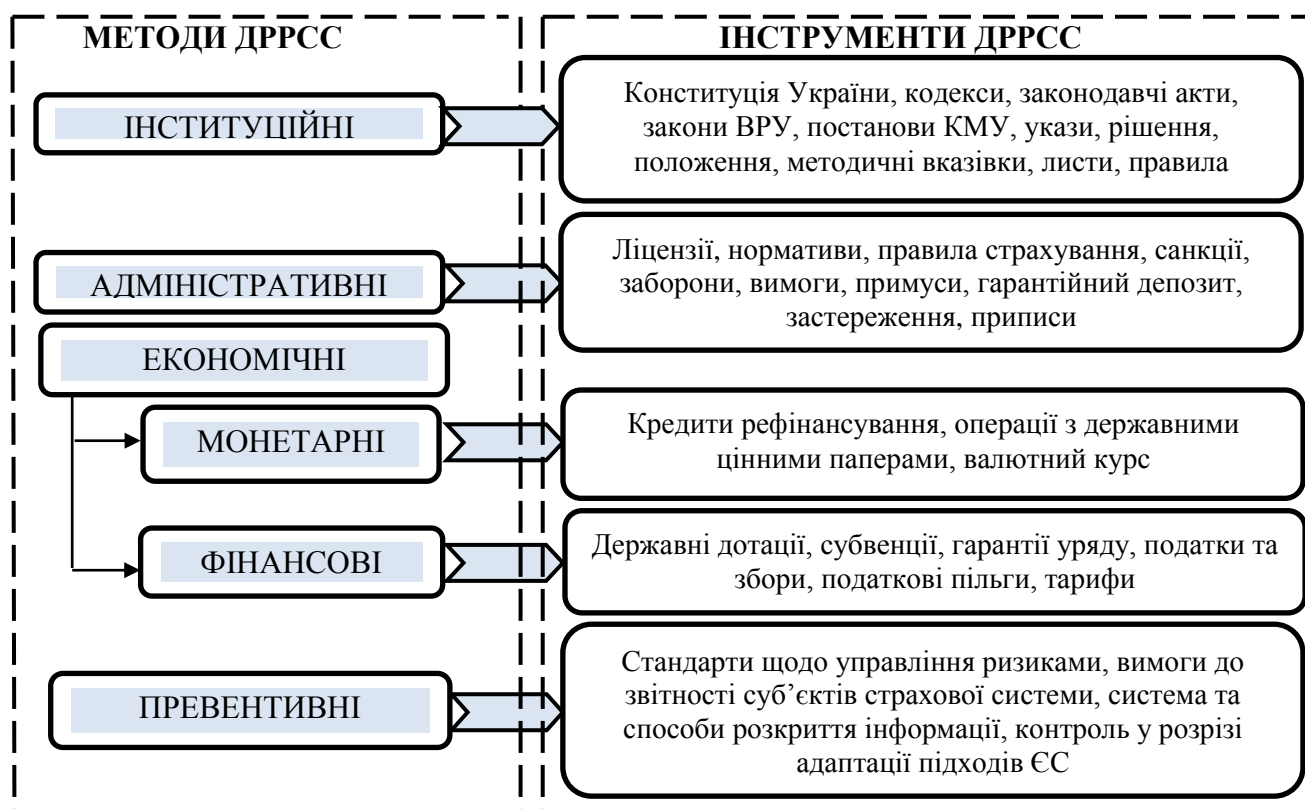 МЕТОДИ ДРРСС
ІНСТРУМЕНТИ ДРРСС
ІНСТИТУЦІЙНІ
Конституція України, кодекси, законодавчі акти,
закони ВРУ, постанови КМУ, укази, рішення,
положення, методичні вказівки, листи, правила
АДМІНІСТРАТИВНІ
Ліцензії, нормативи, правила страхування, санкції,
заборони, вимоги, примуси, гарантійний депозит,
застереження, приписи
ЕКОНОМІЧНІ
МОНЕТАРНІ
Кредити рефінансування, операції з державними
цінними паперами, валютний курс
ФІНАНСОВІ
Державні дотації, субвенції, гарантії уряду, податки та
збори, податкові пільги, тарифи
ПРЕВЕНТИВНІ
Стандарти щодо управління ризиками, вимоги до
звітності суб’єктів страхової системи, система та
способи розкриття інформації, контроль у розрізі
адаптації підходів ЄС